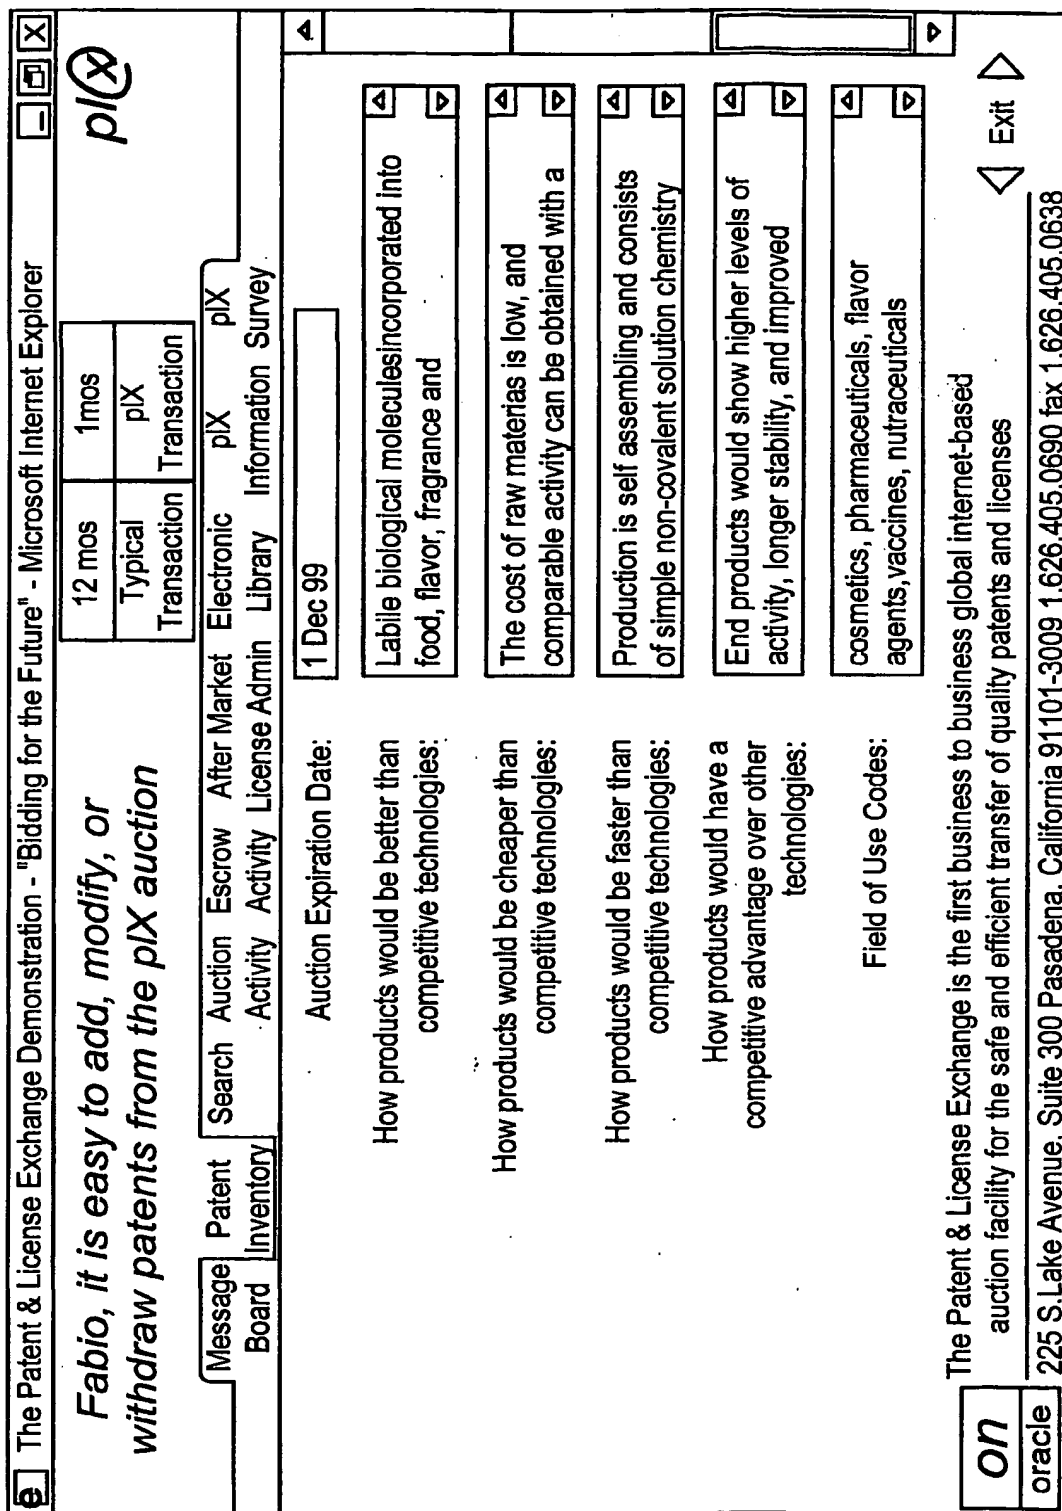 e The Patent & License Exchange Demonstration - "Bidding for the Future" - Microsoft Internet Explorer
Fabio, it is easy to add, modify, or
withdraw patents from the plX auction
12 mos 1mos
Typical Transaction plX Transaction
pl(x)
Message Board
Patent Inventory
Search
Auction Activity
Escrow Activity
After Market License Admin
Electronic Library
plX Information
plX Survey
Auction Expiration Date: 1 Dec 99
How products would be better than
competitive technologies:
Labile biological moleculesincorporated into
food, flavor, fragrance and
How products would be cheaper than
competitive technologies:
The cost of raw materias is low, and
comparable activity can be obtained with a
How products would be faster than
competitive technologies:
Production is self assembling and consists
of simple non-covalent solution chemistry
How products would have a
competitive advantage over other
technologies:
End products would show higher levels of
activity, longer stability, and improved
Field of Use Codes:
cosmetics, pharmaceuticals, flavor
agents,vaccines, nutraceuticals
on
oracle
The Patent & License Exchange is the first business to business global internet-based
auction facility for the safe and efficient transfer of quality patents and licenses
Exit
225 S.Lake Avenue, Suite 300 Pasadena, California 91101-3009 1.626.405.0690 fax 1.626.405.0638